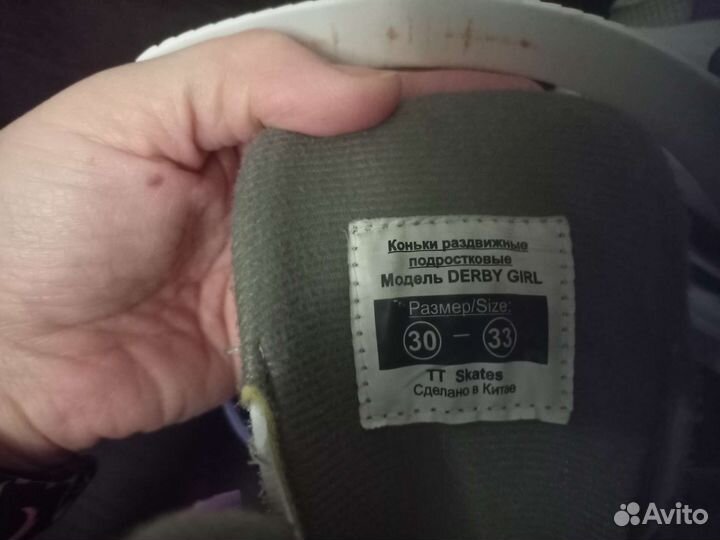 Коньки раздвижные
подростковые
Модель DERBY GIRL
Размер/Size:
30 – 33
TT Skates
Сделано в Китае
Avito